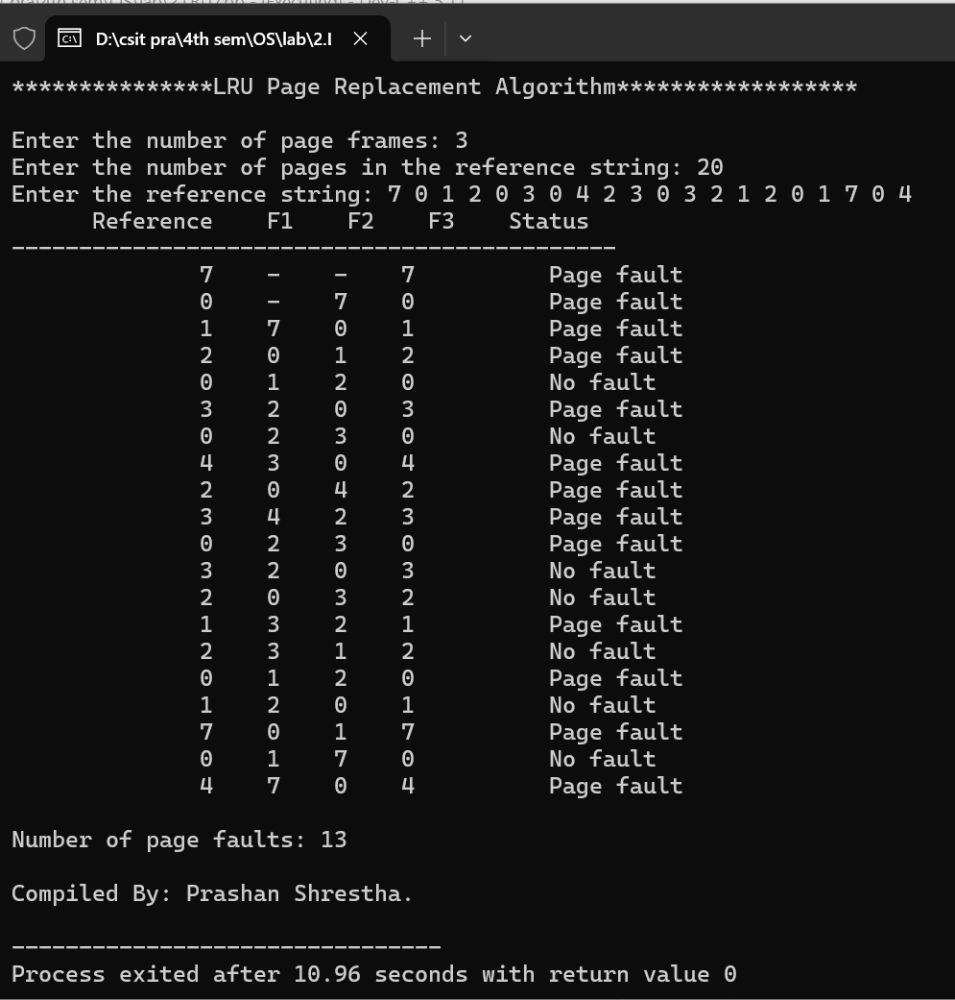 D:\csit pra\4th sem\OS\lab\2.l
***************LRU Page Replacement Algorithm******************
Enter the number of page frames: 3
Enter the number of pages in the reference string: 20
Enter the reference string: 7 0 1 2 0 3 0 4 2 3 0 3 2 1 2 0 1 7 0 4
Reference F1 F2 F3 Status
---------------------------------------------
7 - - 7 Page fault
0 - 7 0 Page fault
1 7 0 1 Page fault
2 0 1 2 Page fault
0 1 2 0 No fault
3 2 0 3 Page fault
0 2 3 0 No fault
4 3 0 4 Page fault
2 0 4 2 Page fault
3 4 2 3 Page fault
0 2 3 0 Page fault
3 2 0 3 No fault
2 0 3 2 No fault
1 3 2 1 Page fault
2 3 1 2 No fault
0 1 2 0 Page fault
1 2 0 1 No fault
7 0 1 7 Page fault
0 1 7 0 No fault
4 7 0 4 Page fault
Number of page faults: 13
Compiled By: Prashan Shrestha.
--------------------------------
Process exited after 10.96 seconds with return value 0